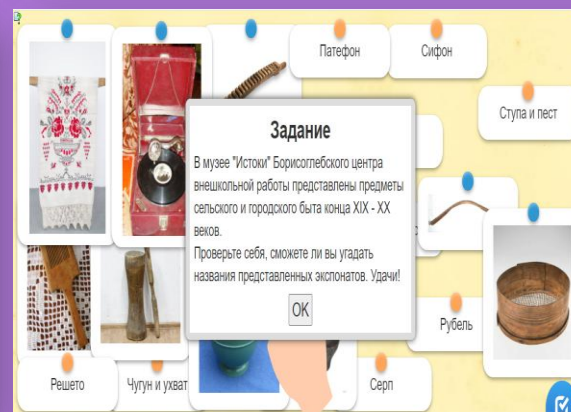 Патефон
Сифон
Ступа и пест
Задание
В музее "Истоки" Борисоглебского центра
внешкольной работы представлены предметы
сельского и городского быта конца XIX - XX
веков.
Проверьте себя, сможете ли вы угадать
названия представленных экспонатов. Удачи!
OK
Рубель
Решето
Чугун и ухват
Серп